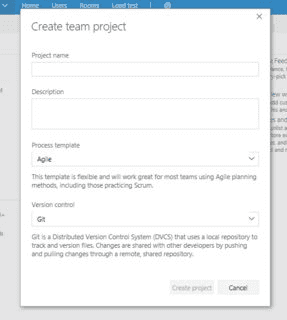 Home Users Rooms Load test
Create team project
Project name
Description
Process template
Agile
This template is flexible and will work great for most teams using Agile planning
methods, including those practicing Scrum.
Version control
Git
Git is a Distributed Version Control System (DVCS) that uses a local repository to
track and version files. Changes are shared with other developers by pushing
and pulling changes through a remote, shared repository.
Create project Cancel